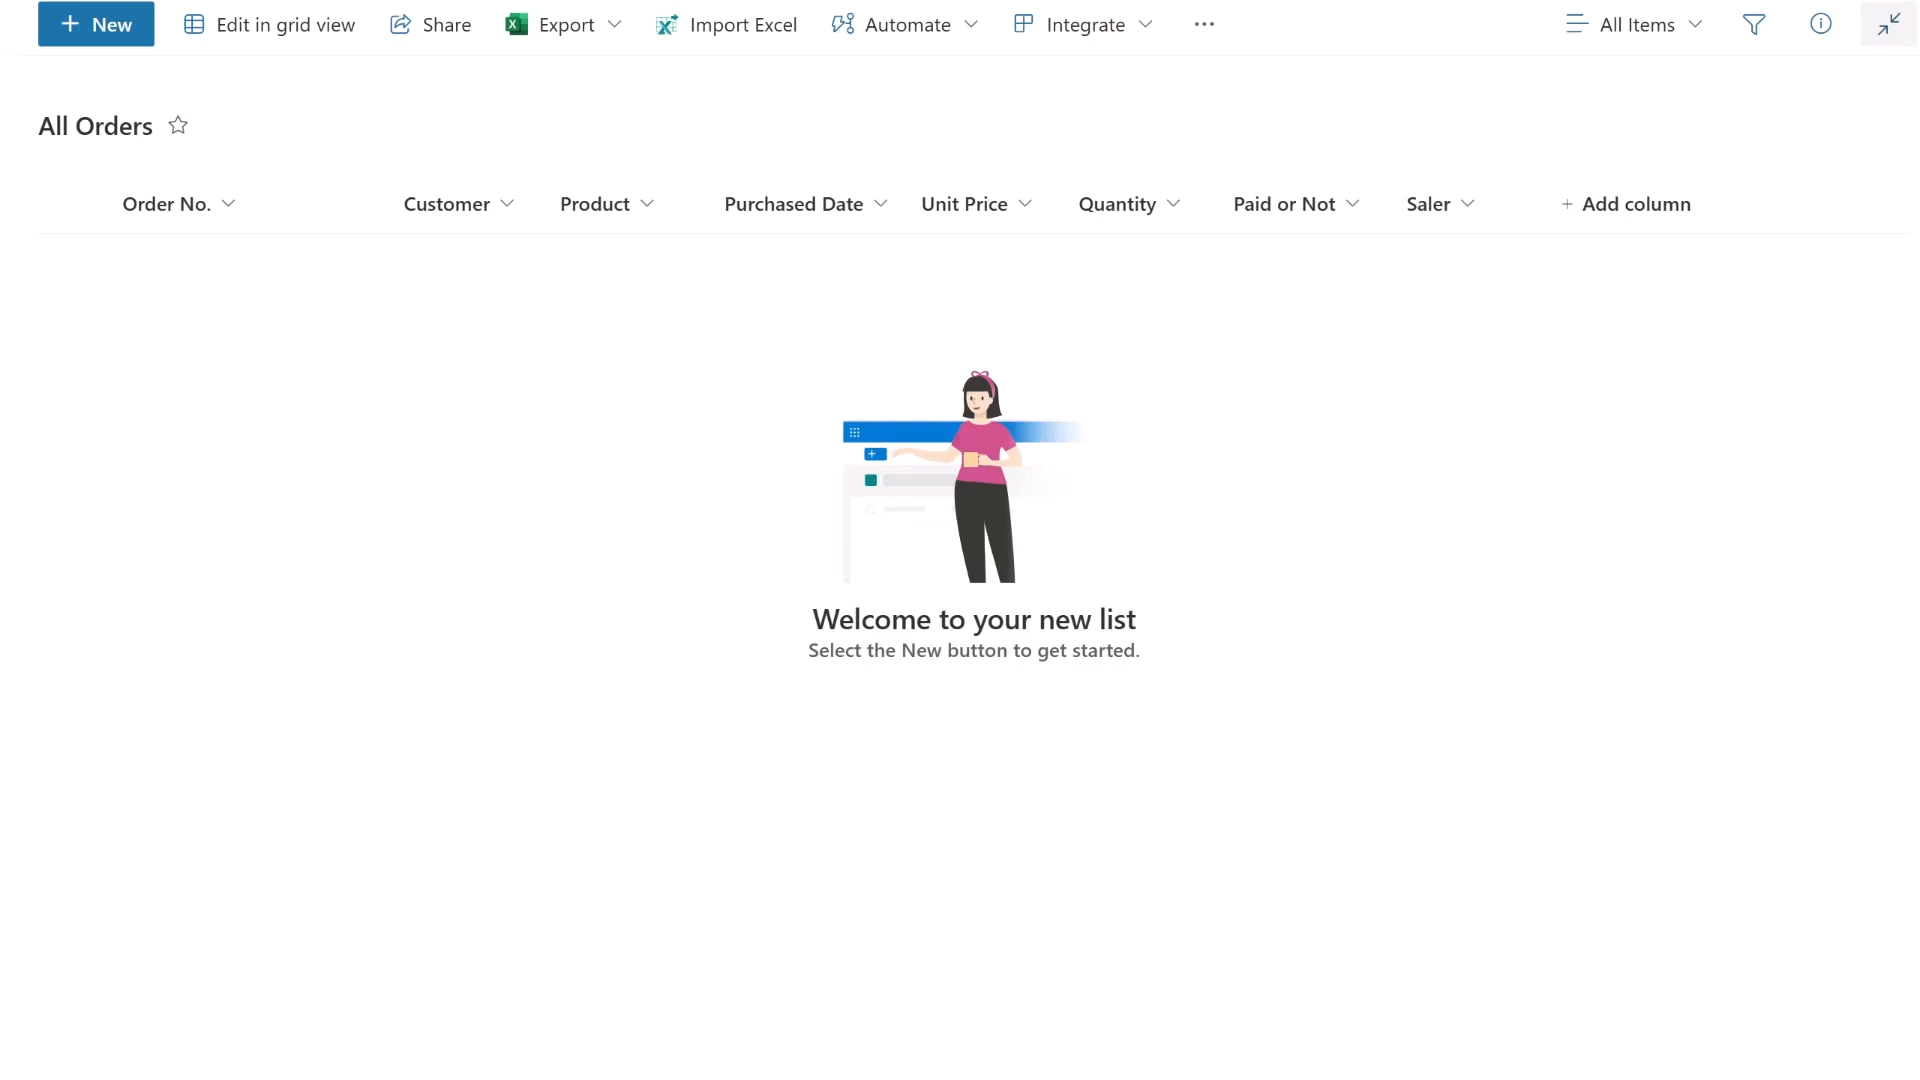 New Edit in grid view Share Export Import Excel Automate Integrate ... All Items
All Orders
Order No. Customer Product Purchased Date Unit Price Quantity Paid or Not Saler + Add column
Welcome to your new list
Select the New button to get started.